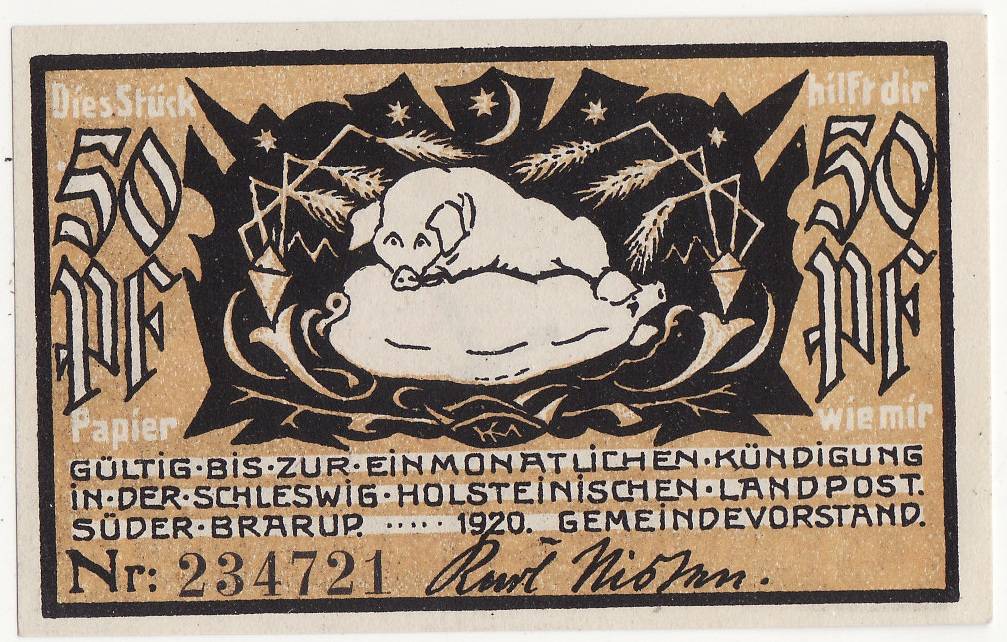 Dies Stück hilft dir
50 50
PF PF
Papier wie mir
HKA
GÜLTIG·BIS·ZUR·EINMONATLICHEN·KÜNDIGUNG
IN·DER·SCHLESWIG·HOLSTEINISCHEN·LANDPOST.
SÜDER·BRARUP. ····· 1920. GEMEINDEVORSTAND.
Nr: 234721